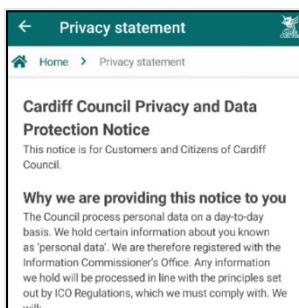 Privacy statement
Home > Privacy statement
Cardiff Council Privacy and Data
Protection Notice
This notice is for Customers and Citizens of Cardiff
Council.
Why we are providing this notice to you
The Council process personal data on a day-to-day
basis. We hold certain information about you known
as 'personal data'. We are therefore registered with the
Information Commissioner's Office. Any information
we hold will be processed in line with the principles set
out by ICO Regulations, which we must comply with. We
will: